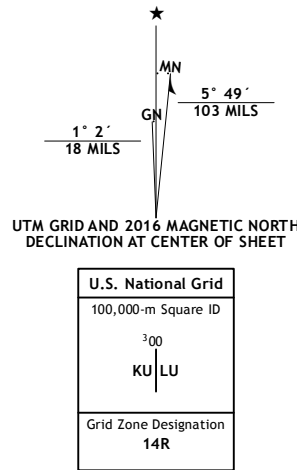 ★
MN
GN
5° 49´
103 MILS
1° 2´
18 MILS
UTM GRID AND 2016 MAGNETIC NORTH
DECLINATION AT CENTER OF SHEET
U.S. National Grid
100,000-m Square ID
³00
KU LU
Grid Zone Designation
14R